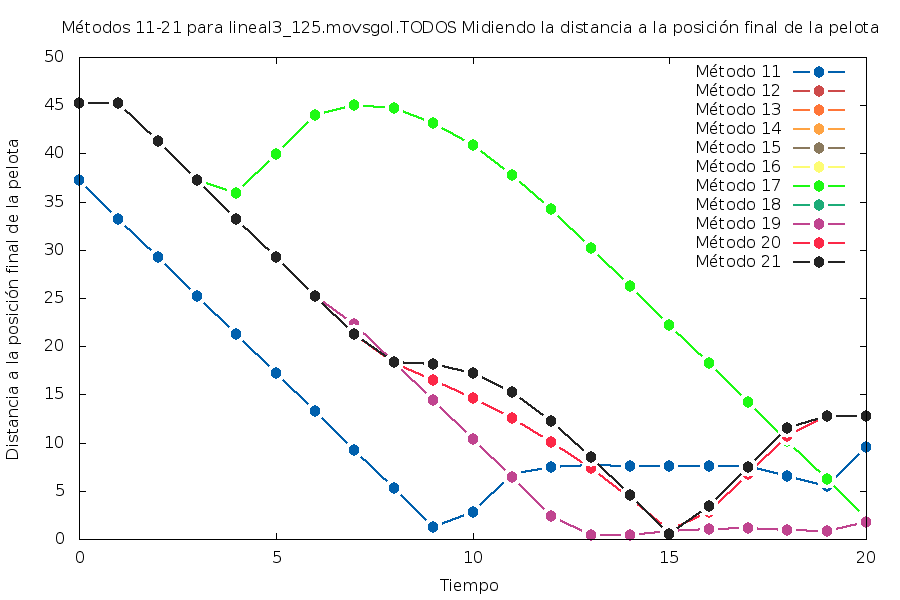 Métodos 11-21 para lineal3_125.movsgol.TODOS Midiendo la distancia a la posición final de la pelota
Distancia a la posición final de la pelota
50
45
40
35
30
25
20
15
10
5
0
Método 11
Método 12
Método 13
Método 14
Método 15
Método 16
Método 17
Método 18
Método 19
Método 20
Método 21
0 5 10 15 20
Tiempo